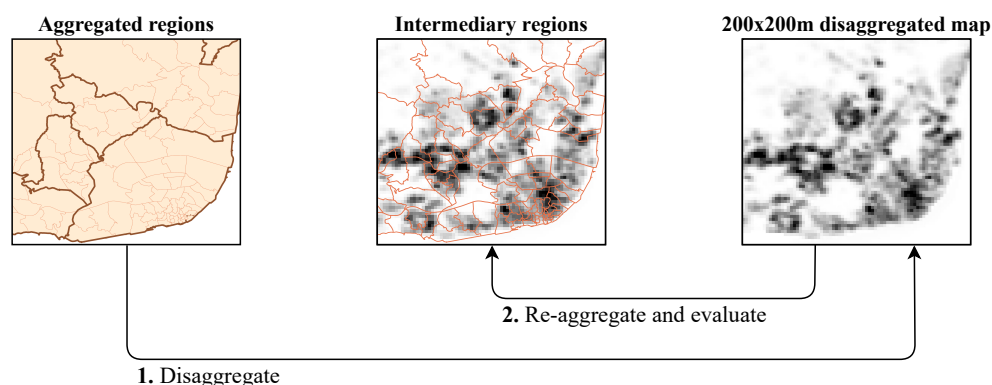 Aggregated regions
Intermediary regions
200x200m disaggregated map
2. Re-aggregate and evaluate
1. Disaggregate